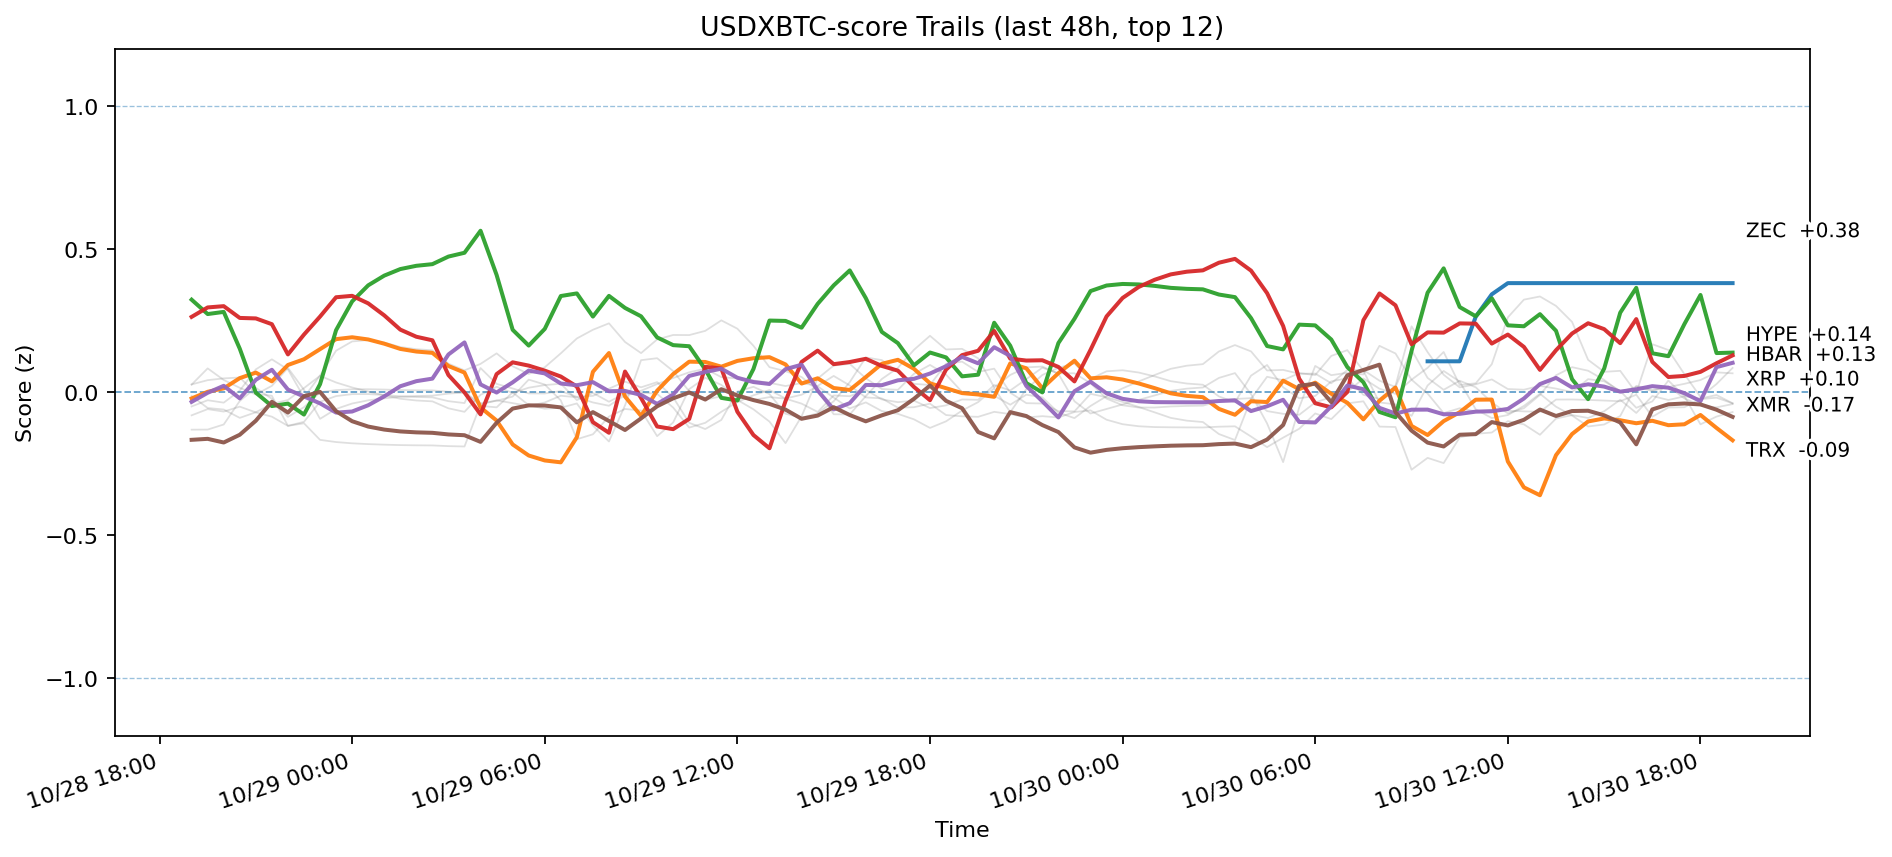 USDXBTC-score Trails (last 48h, top 12)
Score (z)
1.0
0.5
0.0
−0.5
−1.0
ZEC +0.38
HYPE +0.14
HBAR +0.13
XRP +0.10
XMR -0.17
TRX -0.09
10/28 18:00
10/29 00:00
10/29 06:00
10/29 12:00
10/29 18:00
10/30 00:00
10/30 06:00
10/30 12:00
10/30 18:00
Time